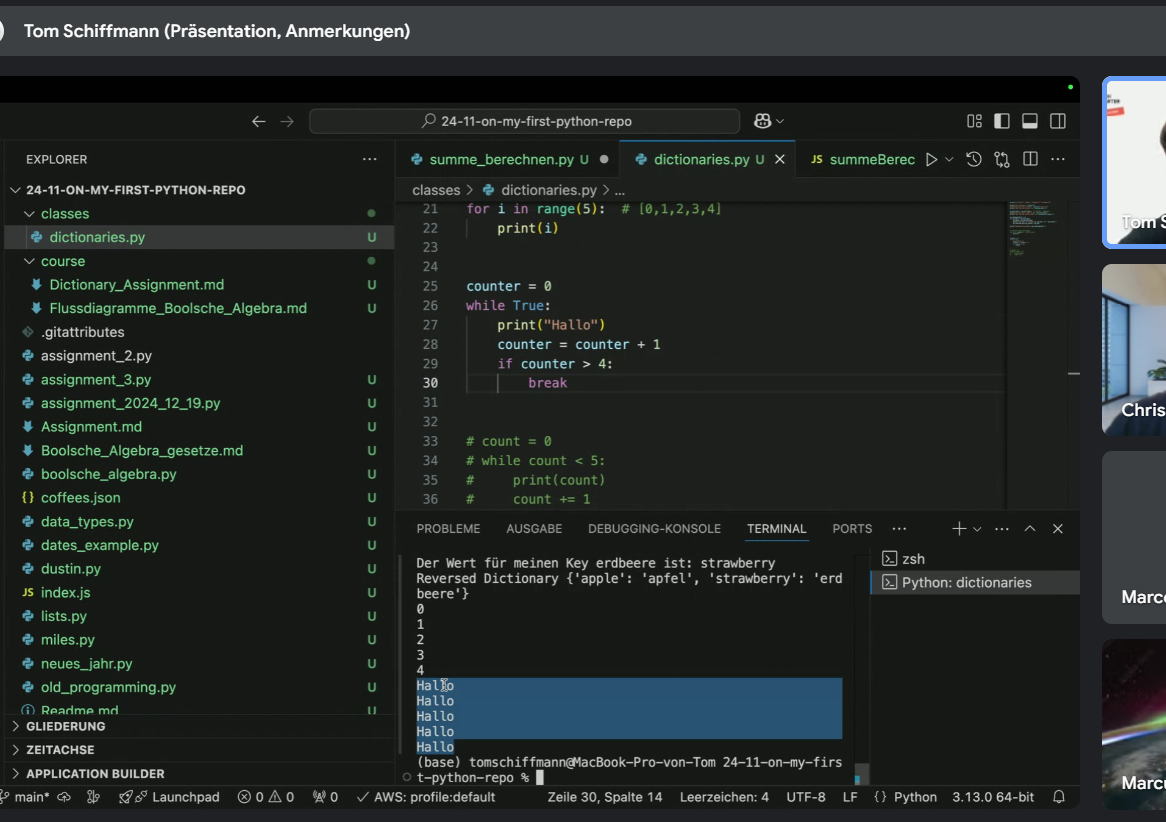 Tom Schiffmann (Präsentation, Anmerkungen)
24-11-on-my-first-python-repo
EXPLORER
24-11-ON-MY-FIRST-PYTHON-REPO
classes
dictionaries.py U
course
Dictionary_Assignment.md U
Flussdiagramme_Boolsche_Algebra.md U
.gitattributes
assignment_2.py
assignment_3.py U
assignment_2024_12_19.py U
Assignment.md U
Boolsche_Algebra_gesetze.md U
boolsche_algebra.py U
{} coffees.json U
data_types.py U
dates_example.py U
dustin.py U
JS index.js U
lists.py U
miles.py U
neues_jahr.py U
old_programming.py U
Readme.md U
GLIEDERUNG
ZEITACHSE
APPLICATION BUILDER
summe_berechnen.py U
dictionaries.py U
JS summeBerec
classes > dictionaries.py > ...
21 for i in range(5): # [0,1,2,3,4]
22 print(i)
23
24
25 counter = 0
26 while True:
27 print("Hallo")
28 counter = counter + 1
29 if counter > 4:
30 break
31
32
33 # count = 0
34 # while count < 5:
35 # print(count)
36 # count += 1
PROBLEME AUSGABE DEBUGGING-KONSOLE TERMINAL PORTS
Der Wert für meinen Key erdbeere ist: strawberry
Reversed Dictionary {'apple': 'apfel', 'strawberry': 'erd
beere'}
0
1
2
3
4
Hallo
Hallo
Hallo
Hallo
Hallo
(base) tomschiffmann@MacBook-Pro-von-Tom 24-11-on-my-firs
t-python-repo %
zsh
Python: dictionaries
main* Launchpad 0 0 0 AWS: profile:default Zeile 30, Spalte 14 Leerzeichen: 4 UTF-8 LF {} Python 3.13.0 64-bit
Tom S
Chris
Marco
Marcu